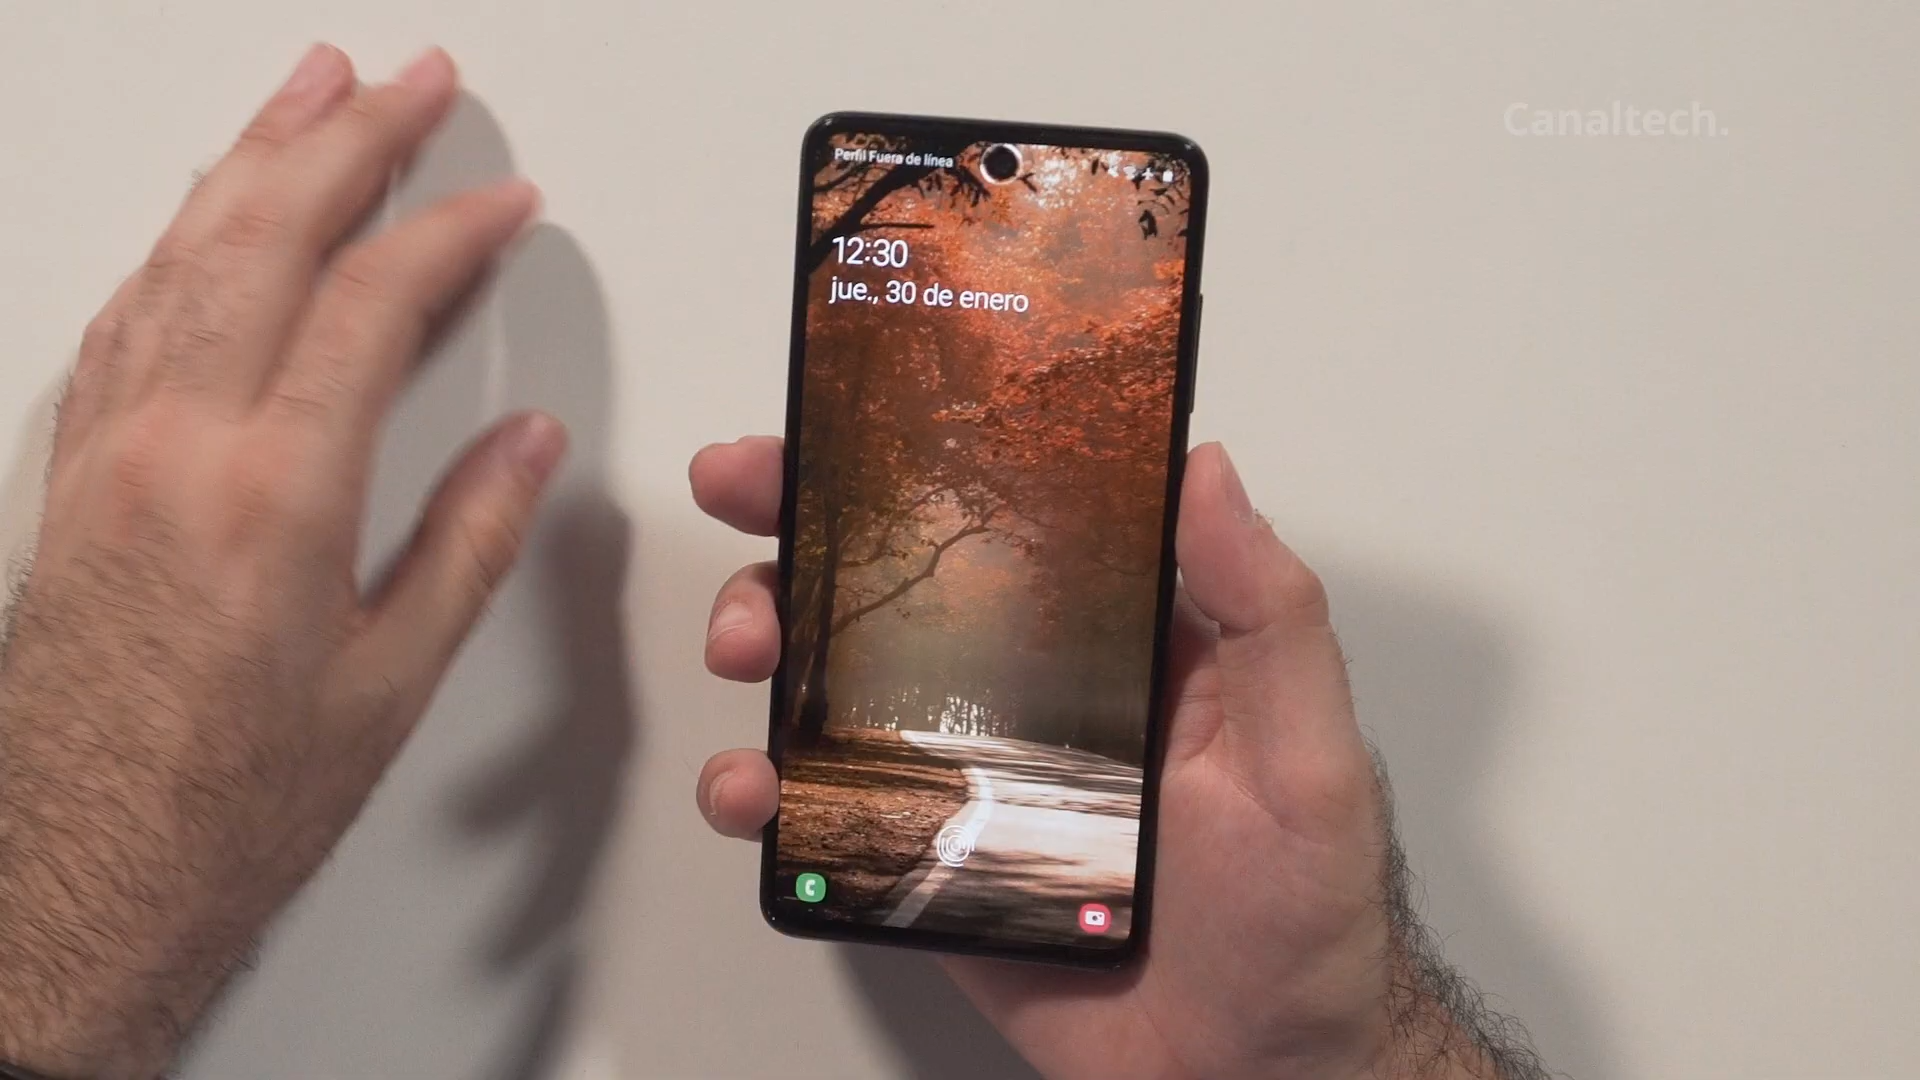 Canaltech.
Perfil Fuera de línea
12:30
jue., 30 de enero